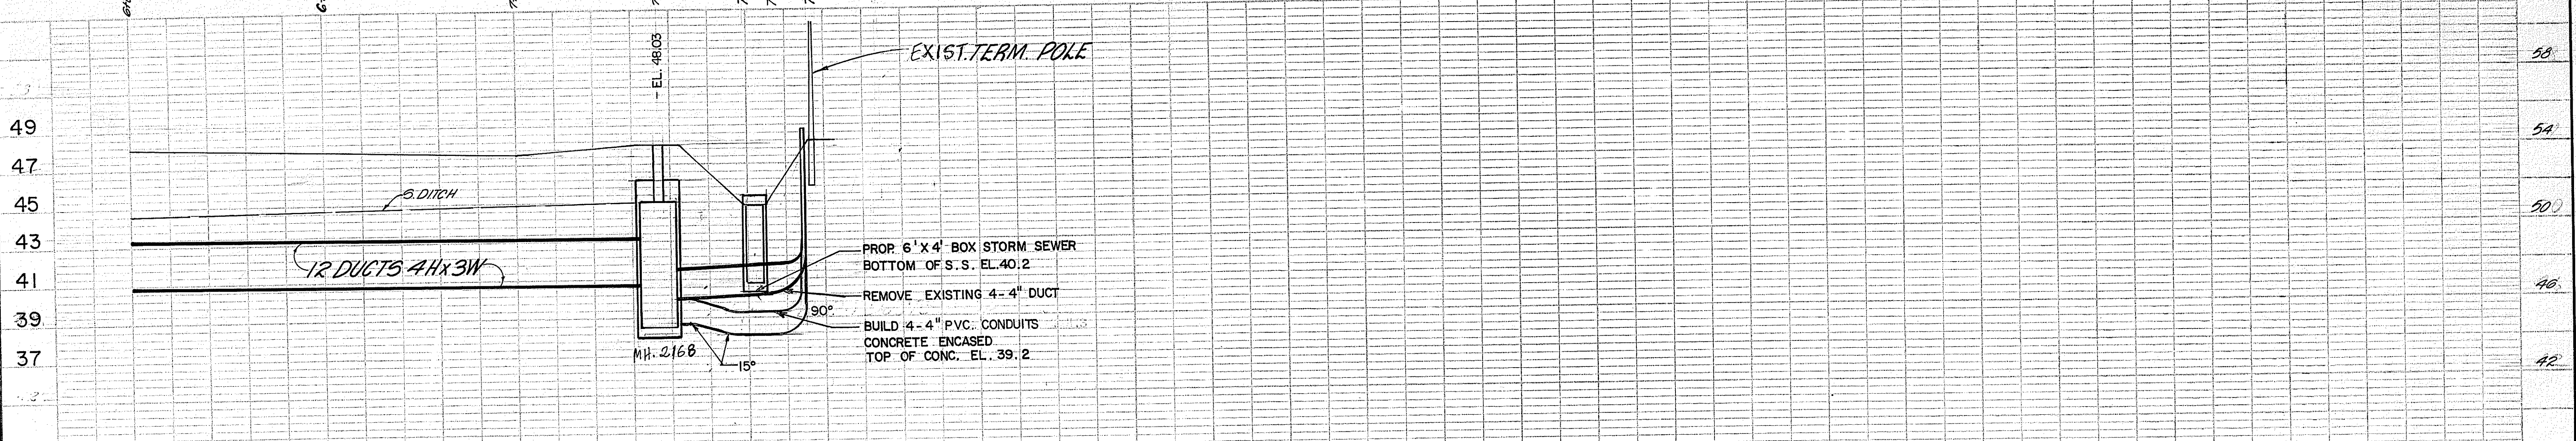 EL. 48.03
EXIST. TERM. POLE
58
49
54
47
S. DITCH
45
50
43
PROP. 6' X 4' BOX STORM SEWER
BOTTOM OF S.S. EL. 40.2
12 DUCTS 4H x 3W
41
46
REMOVE EXISTING 4-4" DUCT
39
90°
BUILD 4-4" PVC. CONDUITS
CONCRETE ENCASED
TOP OF CONC. EL. 39.2
MH. 2168
37
15°
42